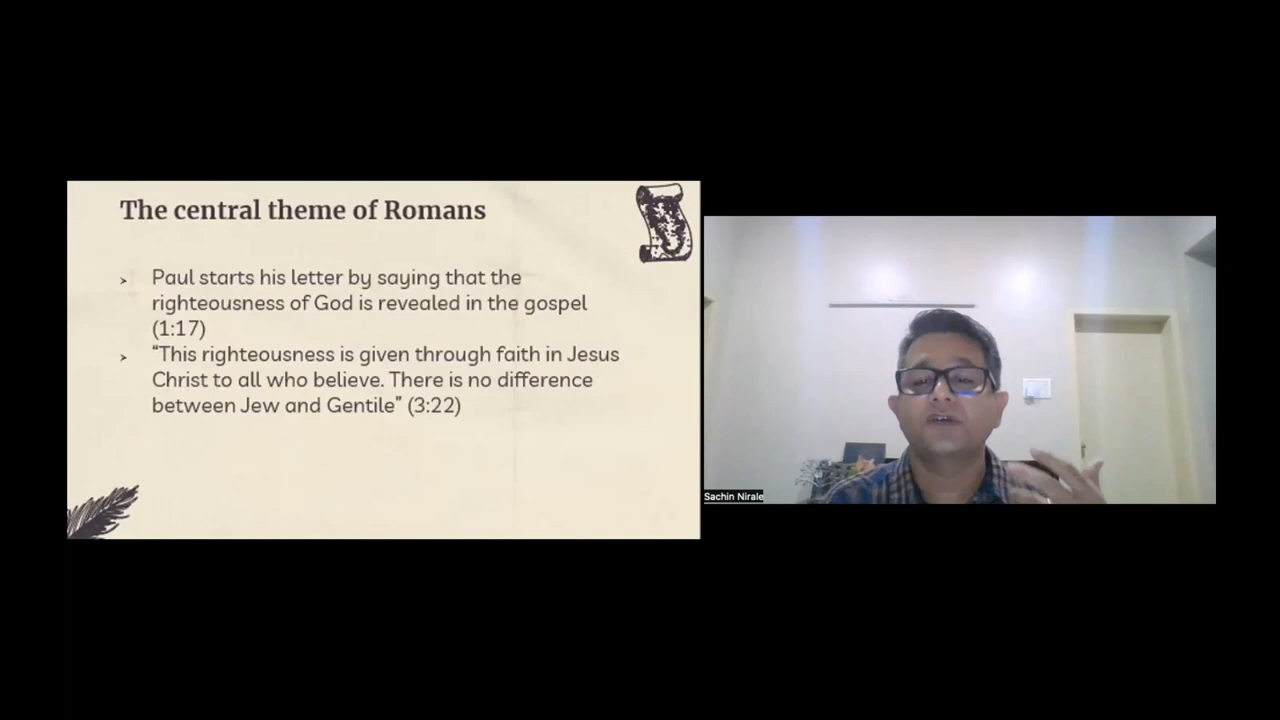 The central theme of Romans
Paul starts his letter by saying that the
righteousness of God is revealed in the gospel
(1:17)
“This righteousness is given through faith in Jesus
Christ to all who believe. There is no difference
between Jew and Gentile” (3:22)
Sachin Nirale